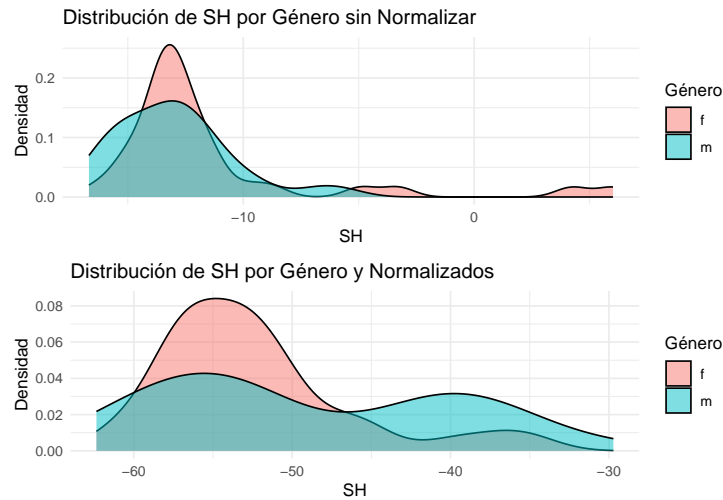 Distribución de SH por Género sin Normalizar
Densidad
0.2
0.1
0.0
−10
0
SH
Género
f
m
Distribución de SH por Género y Normalizados
Densidad
0.08
0.06
0.04
0.02
0.00
−60
−50
−40
−30
SH
Género
f
m